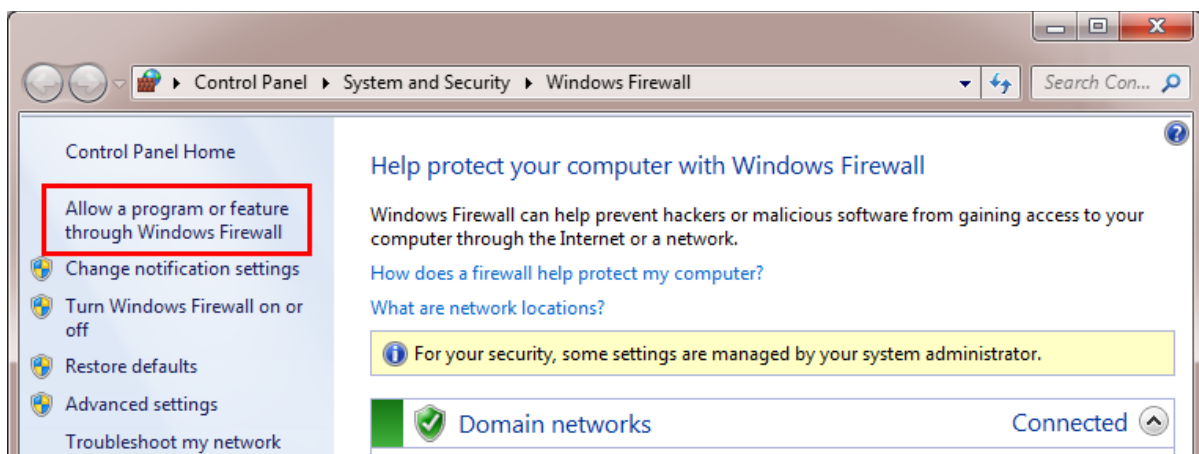 Control Panel System and Security Windows Firewall
Search Con...
Control Panel Home
Allow a program or feature
through Windows Firewall
Change notification settings
Turn Windows Firewall on or
off
Restore defaults
Advanced settings
Troubleshoot my network
Help protect your computer with Windows Firewall
Windows Firewall can help prevent hackers or malicious software from gaining access to your
computer through the Internet or a network.
How does a firewall help protect my computer?
What are network locations?
For your security, some settings are managed by your system administrator.
Domain networks
Connected